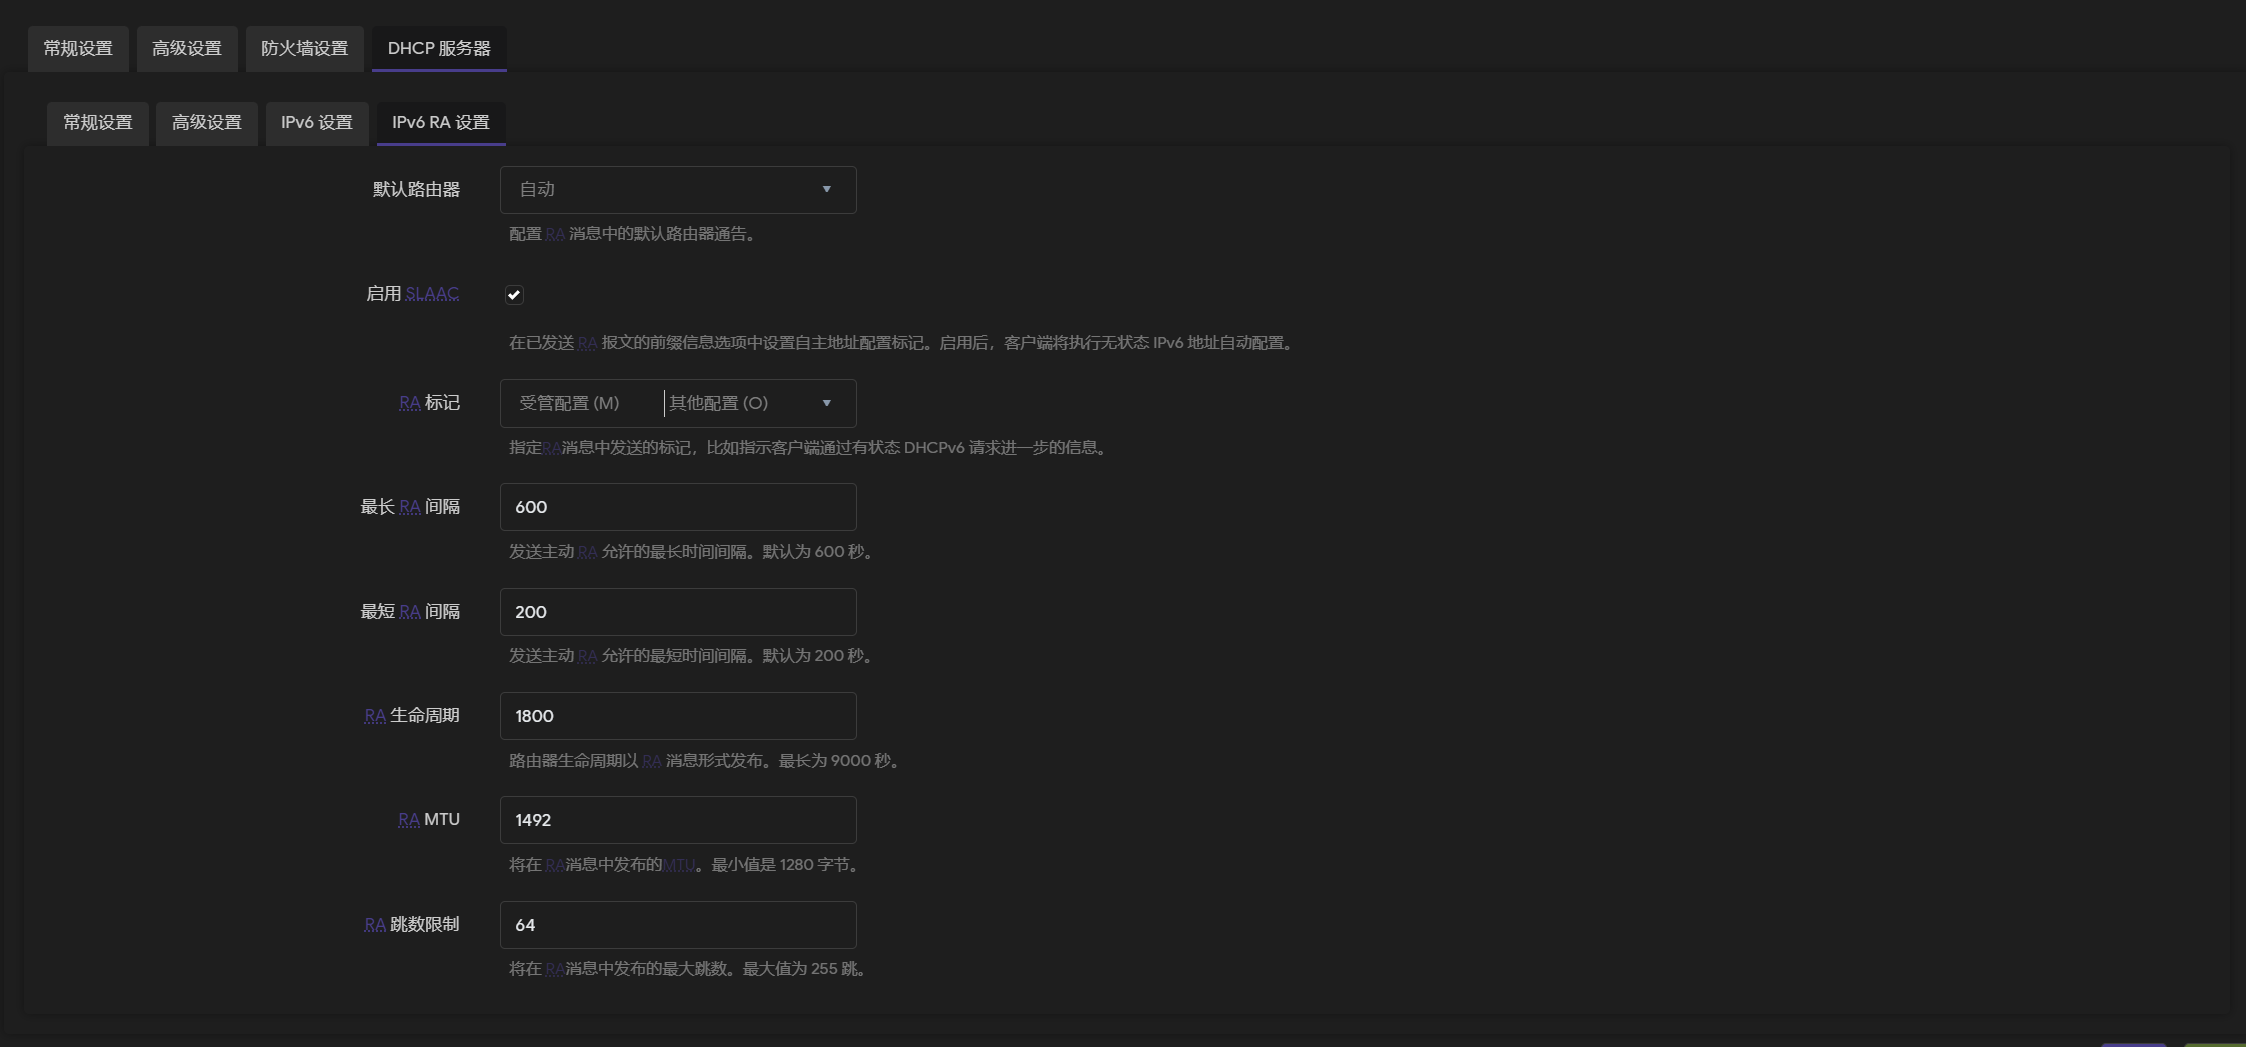 常规设置 高级设置 防火墙设置 DHCP 服务器
常规设置 高级设置 IPv6 设置 IPv6 RA 设置
默认路由器 自动
配置 RA 消息中的默认路由器通告。
启用 SLAAC
在已发送 RA 报文的前缀信息选项中设置自主地址配置标记。启用后，客户端将执行无状态 IPv6 地址自动配置。
RA 标记 受管配置 (M) 其他配置 (O)
指定RA消息中发送的标记，比如指示客户端通过有状态 DHCPv6 请求进一步的信息。
最长 RA 间隔 600
发送主动 RA 允许的最长时间间隔。默认为 600 秒。
最短 RA 间隔 200
发送主动 RA 允许的最短时间间隔。默认为 200 秒。
RA 生命周期 1800
路由器生命周期以 RA 消息形式发布。最长为 9000 秒。
RA MTU 1492
将在 RA消息中发布的MTU。最小值是 1280 字节。
RA 跳数限制 64
将在 RA消息中发布的最大跳数。最大值为 255 跳。